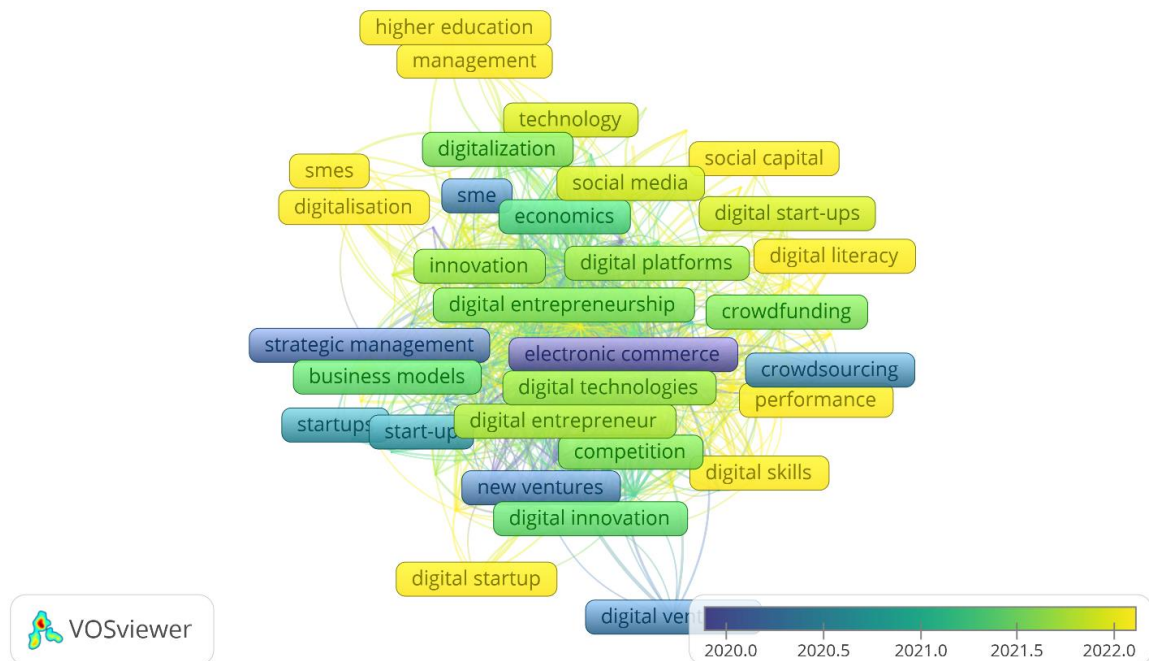 higher education
management
technology
digitalization
social capital
smes
social media
sme
digitalisation
economics
digital start-ups
innovation
digital platforms
digital literacy
digital entrepreneurship
crowdfunding
strategic management
electronic commerce
crowdsourcing
business models
digital technologies
performance
startups
start-up
digital entrepreneur
competition
digital skills
new ventures
digital innovation
digital startup
digital
VOSviewer
2020.0 2020.5 2021.0 2021.5 2022.0